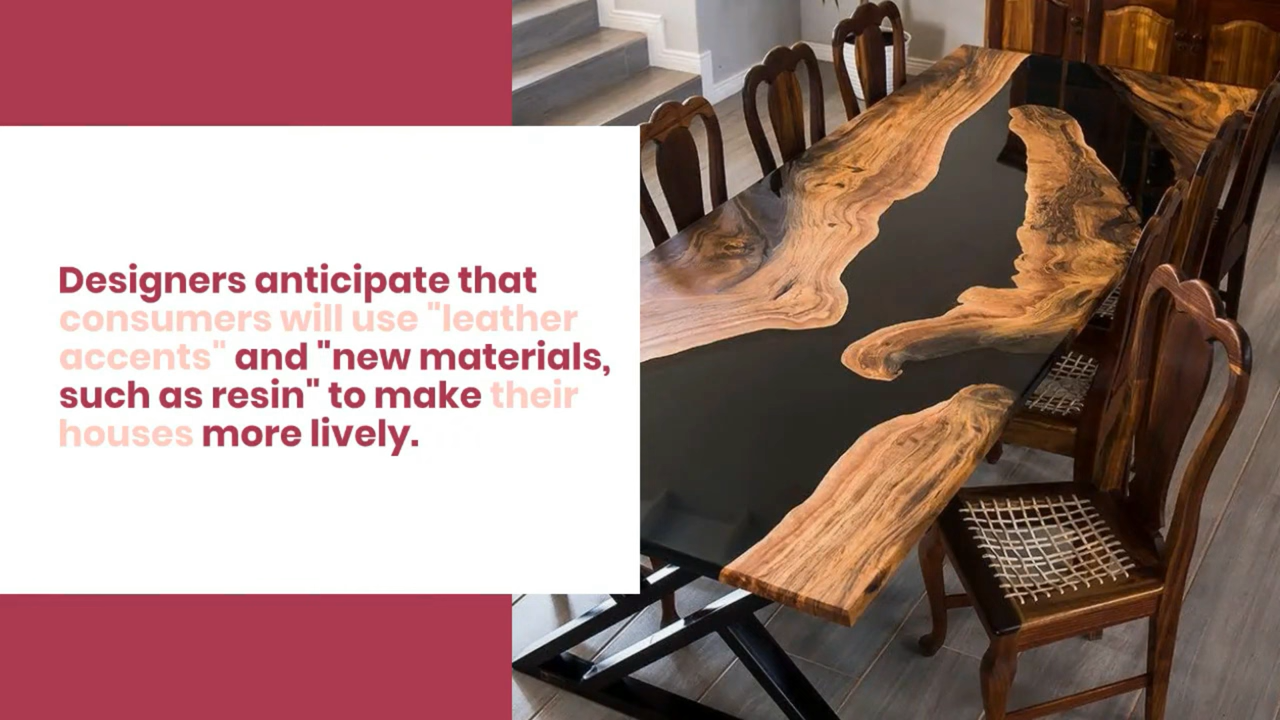 Designers anticipate that
consumers will use "leather
accents" and "new materials,
such as resin" to make their
houses more lively.